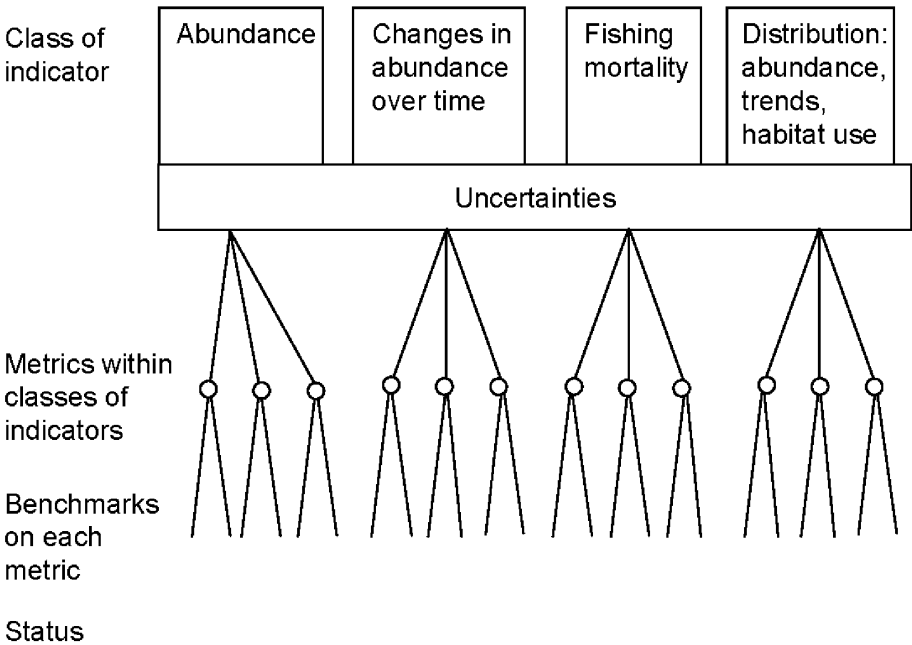 Class of
indicator
Abundance
Changes in
abundance
over time
Fishing
mortality
Distribution:
abundance,
trends,
habitat use
Uncertainties
Metrics within
classes of
indicators
Benchmarks
on each
metric
Status